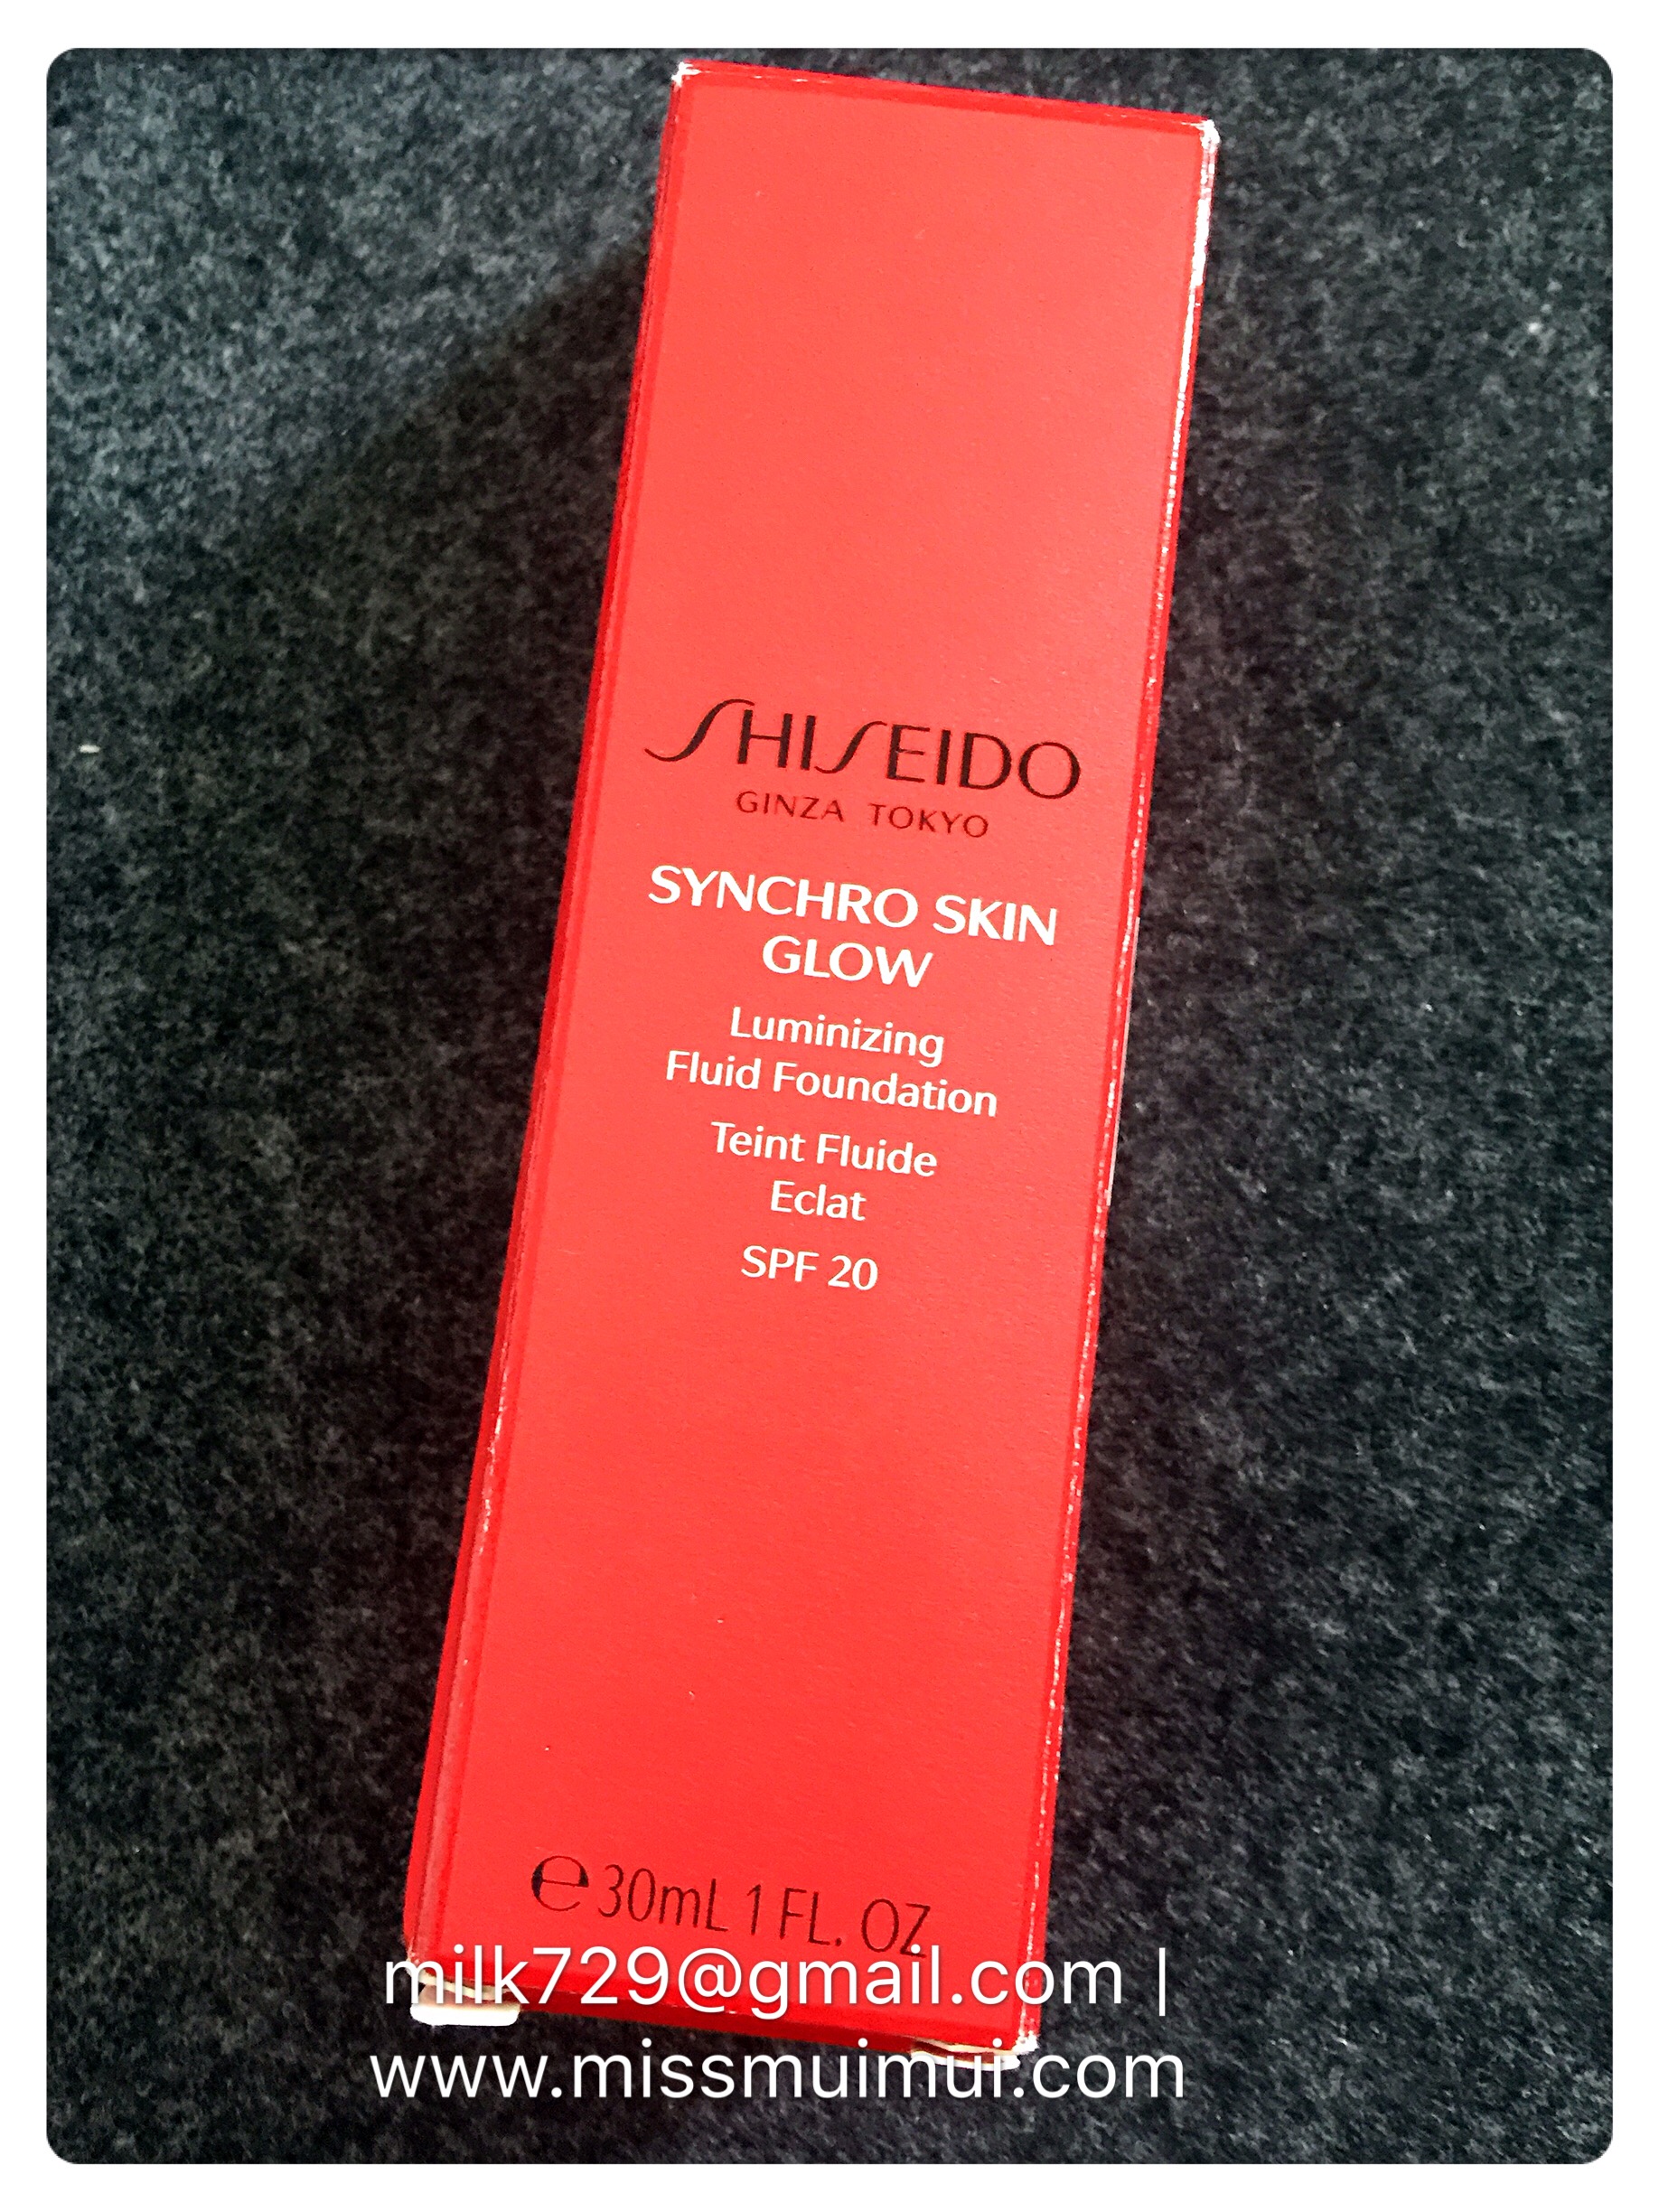 SHISEIDO
GINZA TOKYO
SYNCHRO SKIN
GLOW
Luminizing
Fluid Foundation
Teint Fluide
Eclat
SPF 20
℮30mL 1 FL. OZ
milk729@gmail.com |
www.missmuimui.com